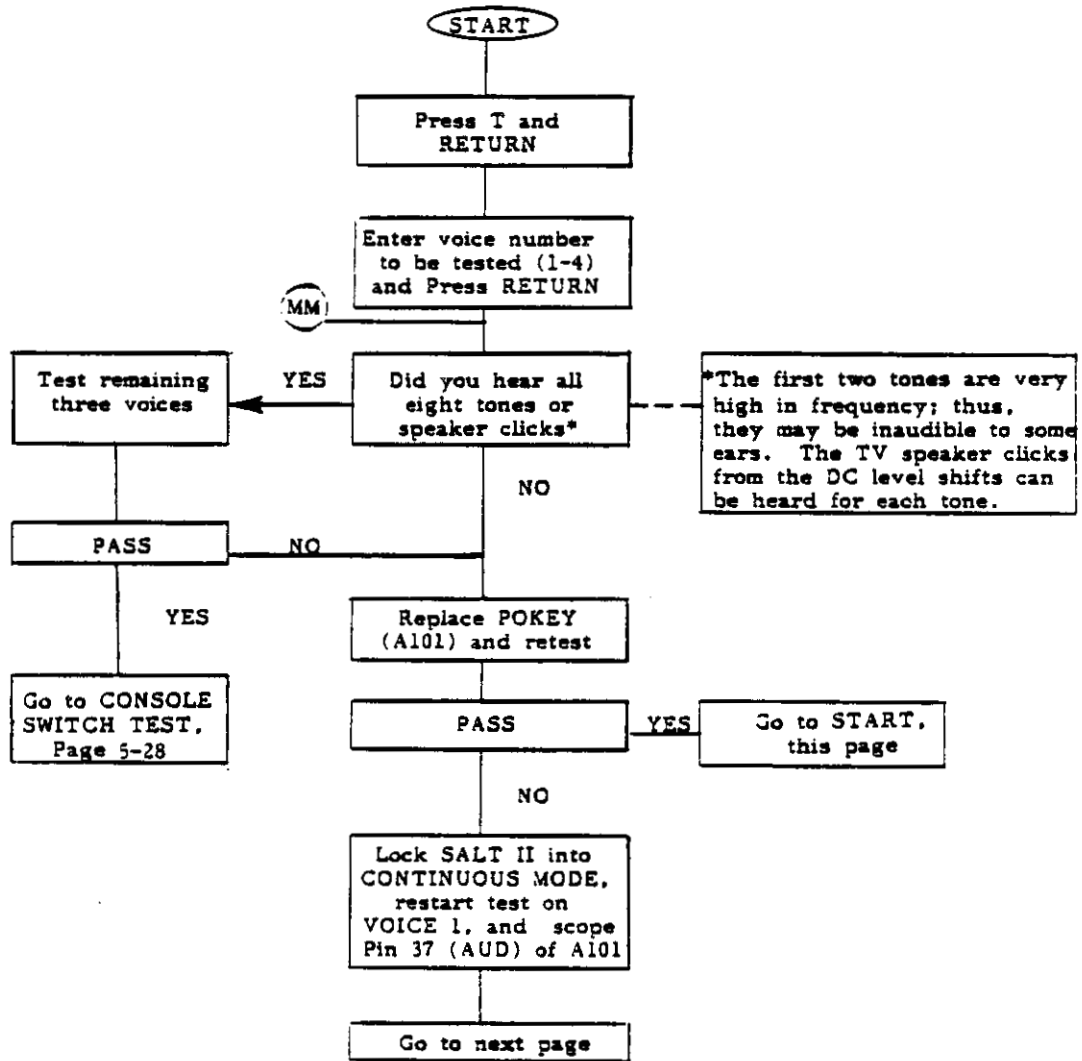 START
Press T and
RETURN
Enter voice number
to be tested (1-4)
and Press RETURN
MM
Test remaining
three voices
YES
Did you hear all
eight tones or
speaker clicks*
*The first two tones are very
high in frequency; thus,
they may be inaudible to some
ears. The TV speaker clicks
from the DC level shifts can
be heard for each tone.
NO
PASS
NO
YES
Replace POKEY
(A101) and retest
Go to CONSOLE
SWITCH TEST,
Page 5-28
PASS
YES
Go to START,
this page
NO
Lock SALT II into
CONTINUOUS MODE,
restart test on
VOICE 1, and scope
Pin 37 (AUD) of A101
Go to next page